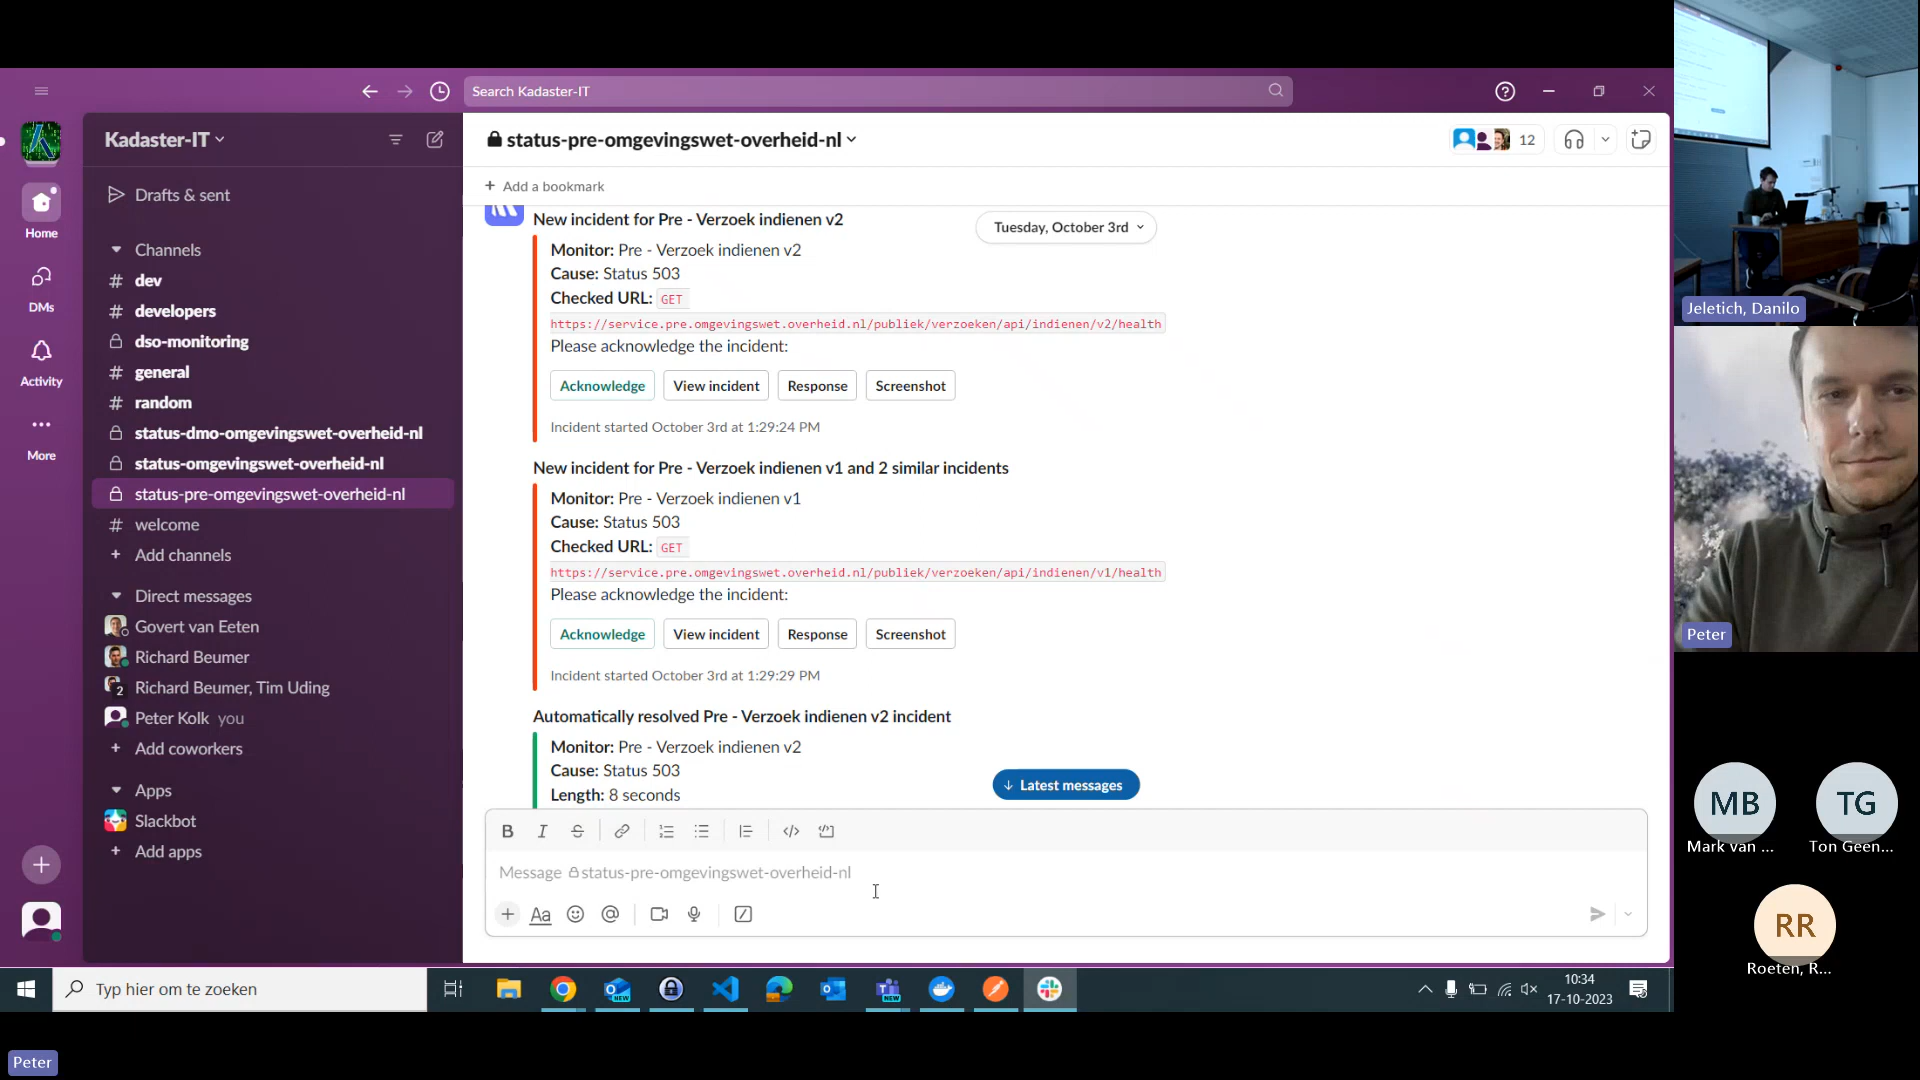 Search Kadaster-IT
Kadaster-IT
Drafts & sent
Home
DMs
Activity
More
Channels
# dev
# developers
dso-monitoring
# general
# random
status-dmo-omgevingswet-overheid-nl
status-omgevingswet-overheid-nl
status-pre-omgevingswet-overheid-nl
# welcome
+ Add channels
Direct messages
Govert van Eeten
Richard Beumer
2 Richard Beumer, Tim Uding
Peter Kolk you
+ Add coworkers
Apps
Slackbot
+ Add apps
status-pre-omgevingswet-overheid-nl
12
+ Add a bookmark
Tuesday, October 3rd
New incident for Pre - Verzoek indienen v2
Monitor: Pre - Verzoek indienen v2
Cause: Status 503
Checked URL: GET
https://service.pre.omgevingswet.overheid.nl/publiek/verzoeken/api/indienen/v2/health
Please acknowledge the incident:
Acknowledge View incident Response Screenshot
Incident started October 3rd at 1:29:24 PM
New incident for Pre - Verzoek indienen v1 and 2 similar incidents
Monitor: Pre - Verzoek indienen v1
Cause: Status 503
Checked URL: GET
https://service.pre.omgevingswet.overheid.nl/publiek/verzoeken/api/indienen/v1/health
Please acknowledge the incident:
Acknowledge View incident Response Screenshot
Incident started October 3rd at 1:29:29 PM
Automatically resolved Pre - Verzoek indienen v2 incident
Monitor: Pre - Verzoek indienen v2
Cause: Status 503
Length: 8 seconds
Latest messages
B I S
Message status-pre-omgevingswet-overheid-nl
+ Aa @
Typ hier om te zoeken
NEW
NEW
10:34
17-10-2023
Jeletich, Danilo
Peter
MB TG
Mark van ... Ton Geen...
RR
Roeten, R...
Peter